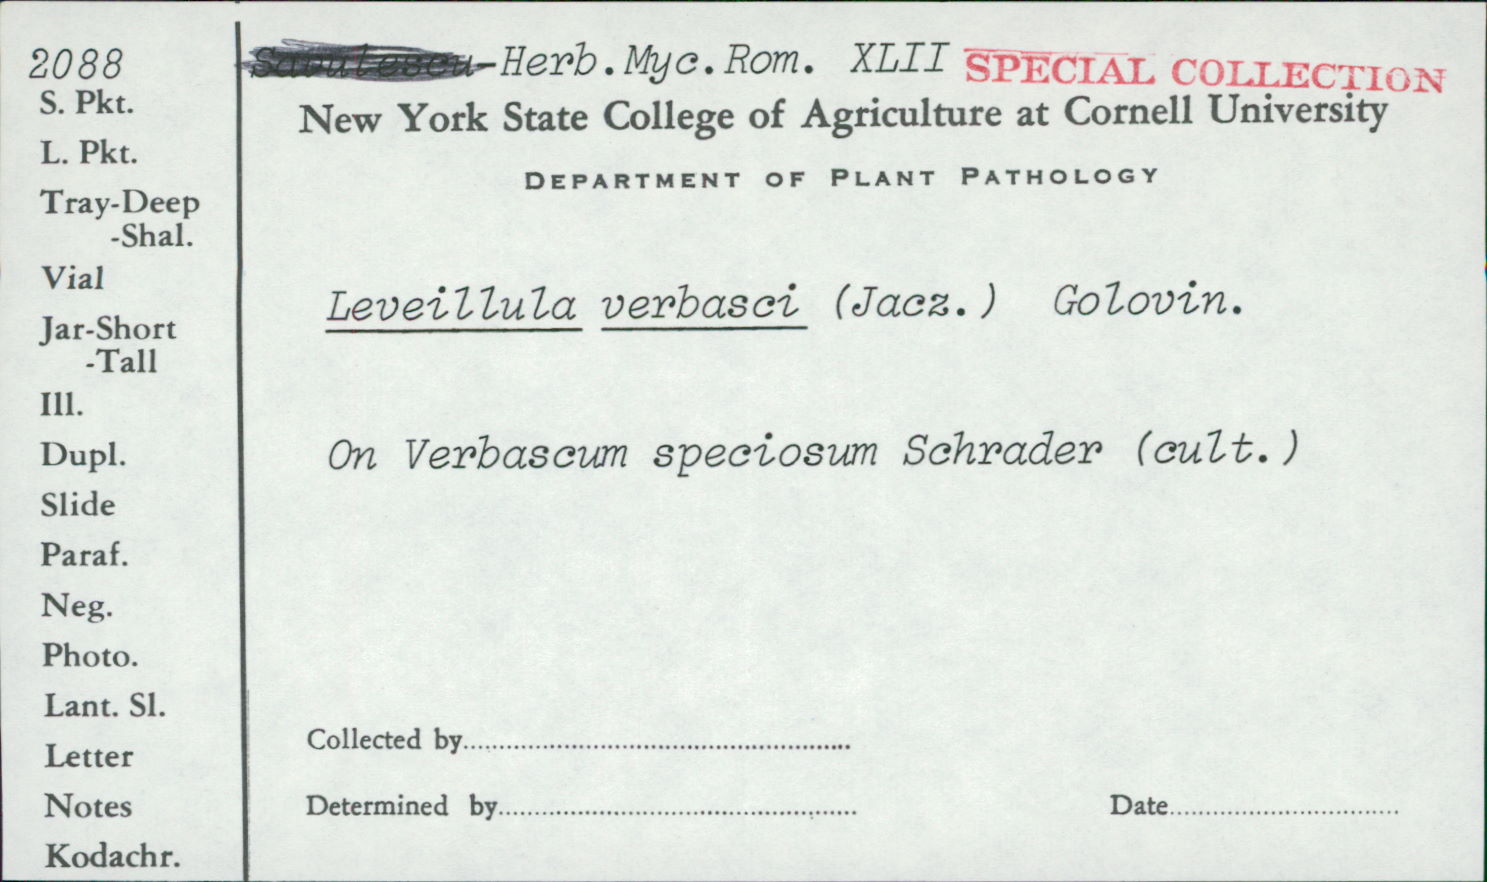 2088
S. Pkt.
L. Pkt.
Tray-Deep
-Shal.
Vial
Jar-Short
-Tall
Ill.
Dupl.
Slide
Paraf.
Neg.
Photo.
Lant. Sl.
Letter
Notes
Kodachr.
Savulescu-Herb.Myc.Rom. XLII SPECIAL COLLECTION
New York State College of Agriculture at Cornell University
DEPARTMENT OF PLANT PATHOLOGY
Leveillula verbasci (Jacz.) Golovin.
On Verbascum speciosum Schrader (cult.)
Collected by
Determined by
Date